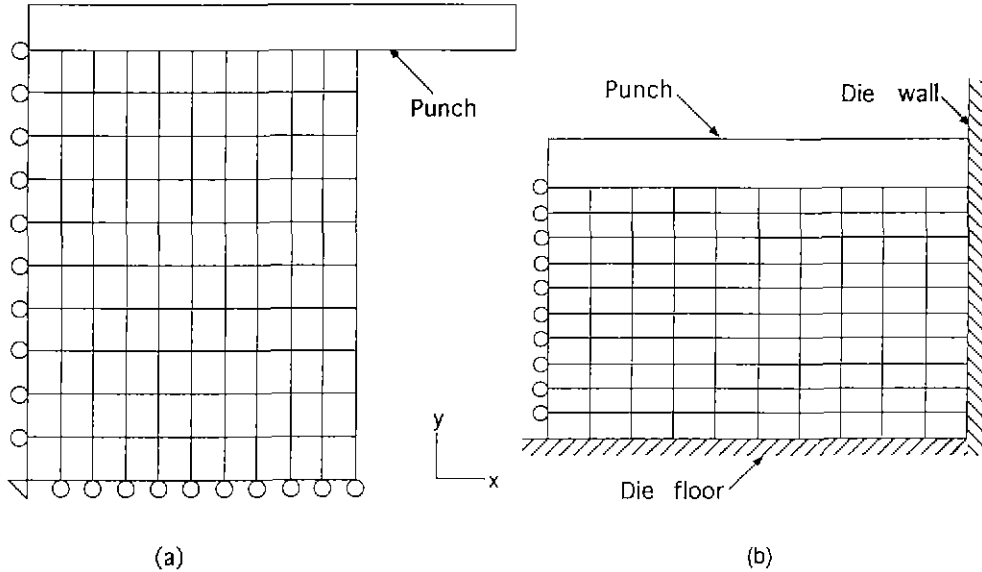 Punch
Punch
Die wall
y
x
Die floor
(a)
(b)